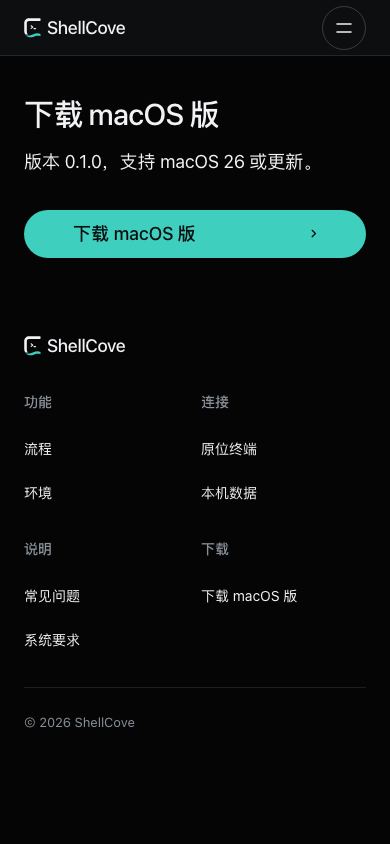 ShellCove
下载 macOS 版
版本 0.1.0，支持 macOS 26 或更新。
下载 macOS 版
ShellCove
功能
连接
流程
原位终端
环境
本机数据
说明
下载
常见问题
下载 macOS 版
系统要求
© 2026 ShellCove